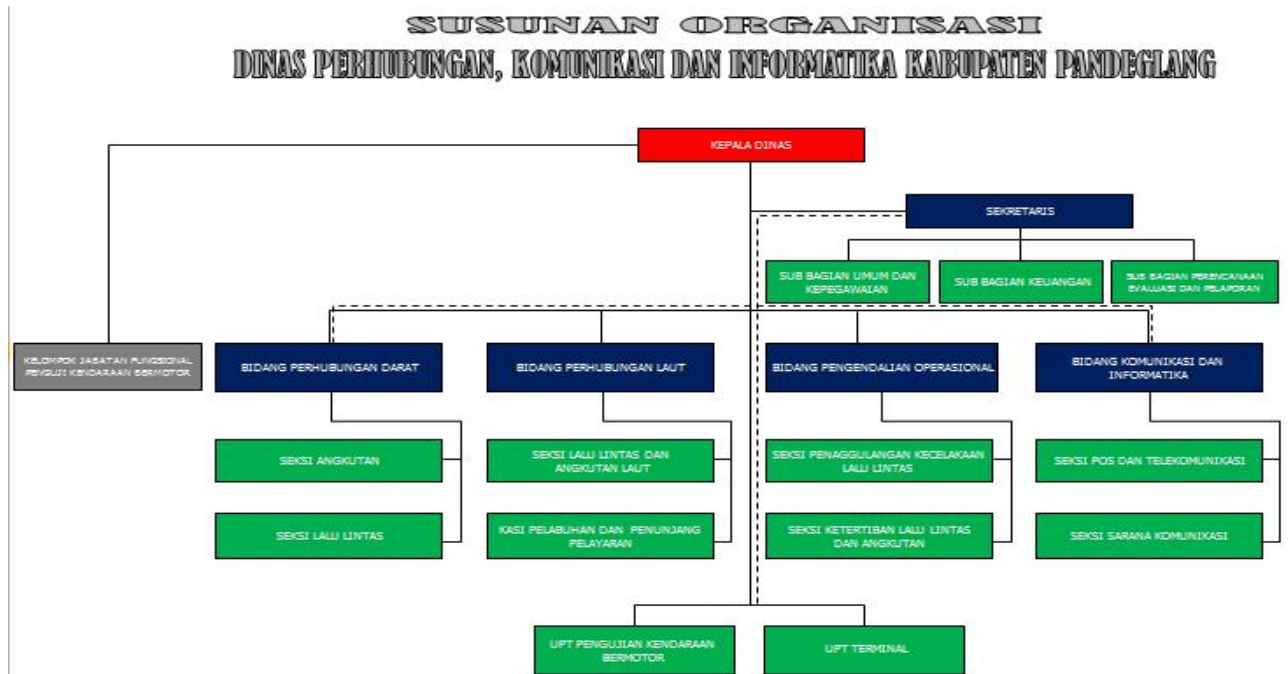 SUSUNAN ORGANISASI
DINAS PERHUBUNGAN, KOMUNIKASI DAN INFORMATIKA KABUPATEN PANDEGLANG
KEPALA DINAS
SEKRETARIS
SUB BAGIAN UMUM DAN
KEPEGAWAIAN
SUB BAGIAN KEUANGAN
SUB BAGIAN PERENCANAAN
EVALUASI DAN PELAPORAN
KELOMPOK JABATAN FUNGSIONAL
PENGUJI KENDARAAN BERMOTOR
BIDANG PERHUBUNGAN DARAT
BIDANG PERHUBUNGAN LAUT
BIDANG PENGENDALIAN OPERASIONAL
BIDANG KOMUNIKASI DAN
INFORMATIKA
SEKSI ANGKUTAN
SEKSI LALU LINTAS DAN
ANGKUTAN LAUT
SEKSI PENAGGULANGAN KECELAKAAN
LALU LINTAS
SEKSI POS DAN TELEKOMUNIKASI
SEKSI LALU LINTAS
KASI PELABUHAN DAN PENUNJANG
PELAYARAN
SEKSI KETERTIBAN LALU LINTAS
DAN ANGKUTAN
SEKSI SARANA KOMUNIKASI
UPT PENGUJIAN KENDARAAN
BERMOTOR
UPT TERMINAL